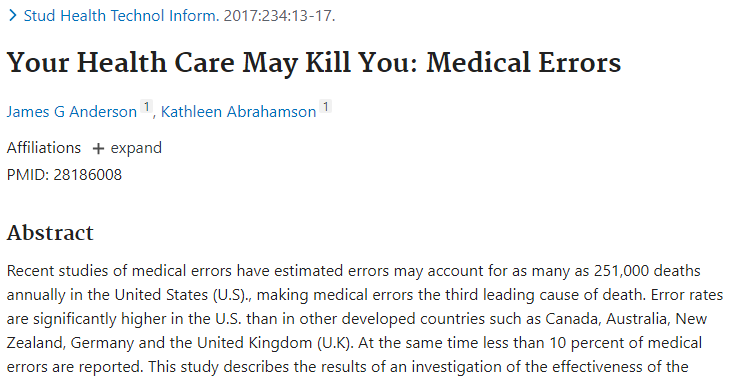 > Stud Health Technol Inform. 2017:234:13-17.
Your Health Care May Kill You: Medical Errors
James G Anderson 1, Kathleen Abrahamson 1
Affiliations + expand
PMID: 28186008
Abstract
Recent studies of medical errors have estimated errors may account for as many as 251,000 deaths
annually in the United States (U.S)., making medical errors the third leading cause of death. Error rates
are significantly higher in the U.S. than in other developed countries such as Canada, Australia, New
Zealand, Germany and the United Kingdom (U.K). At the same time less than 10 percent of medical
errors are reported. This study describes the results of an investigation of the effectiveness of the